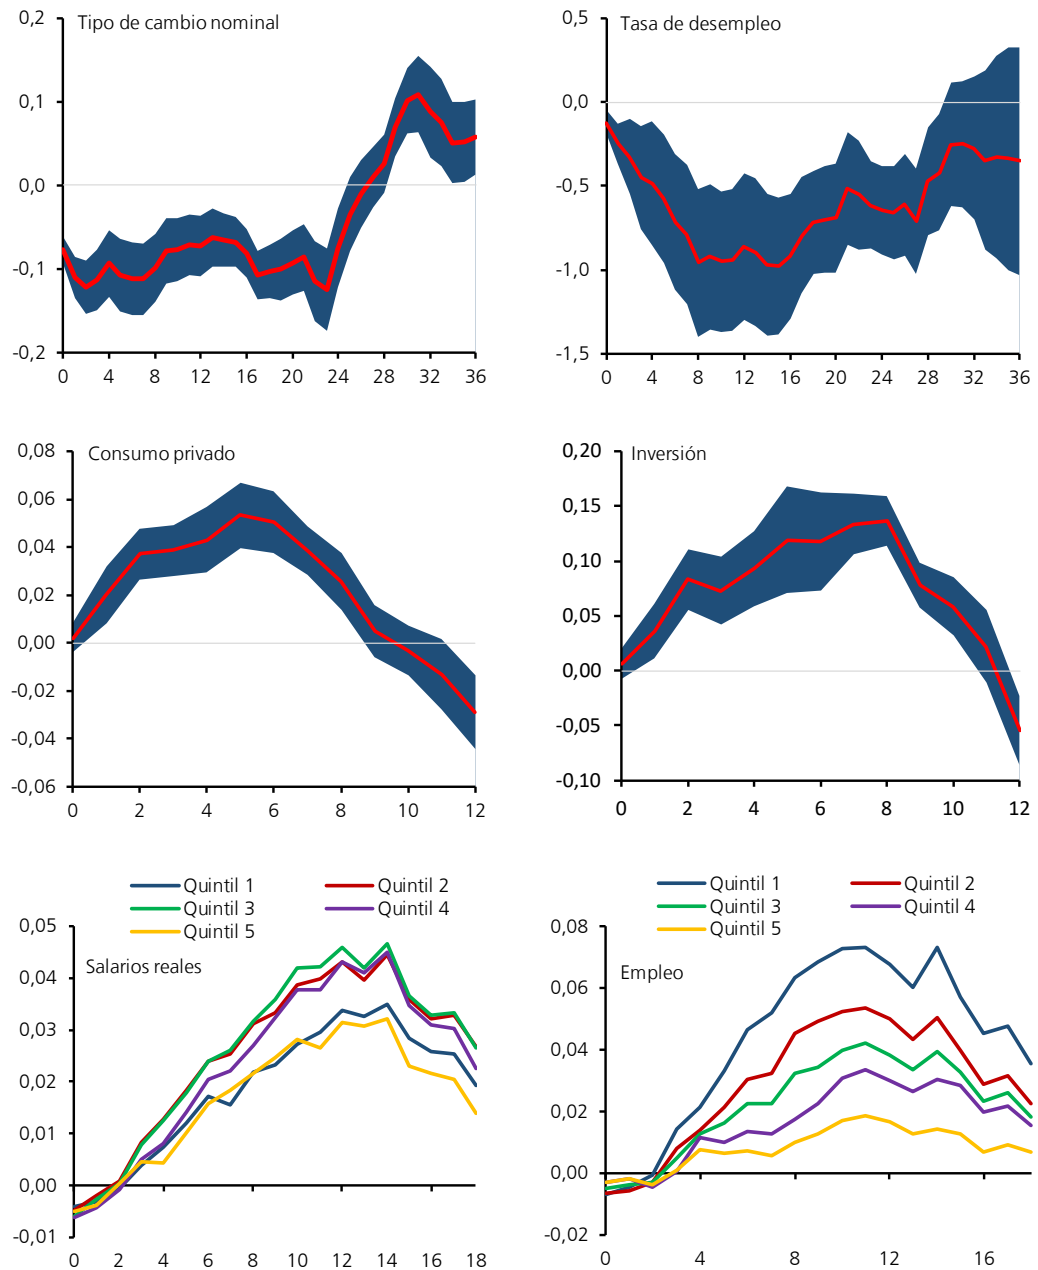 Tipo de cambio nominal
0,2
0,1
0,0
-0,1
-0,2
0 4 8 12 16 20 24 28 32 36
Tasa de desempleo
0,5
0,0
-0,5
-1,0
-1,5
0 4 8 12 16 20 24 28 32 36
Consumo privado
0,08
0,06
0,04
0,02
0,00
-0,02
-0,04
-0,06
0 2 4 6 8 10 12
Inversión
0,20
0,15
0,10
0,05
0,00
-0,05
-0,10
0 2 4 6 8 10 12
Quintil 1 Quintil 2
Quintil 3 Quintil 4
Quintil 5
Salarios reales
0,05
0,04
0,03
0,02
0,01
0,00
-0,01
0 2 4 6 8 10 12 14 16 18
Quintil 1 Quintil 2
Quintil 3 Quintil 4
Quintil 5
Empleo
0,08
0,06
0,04
0,02
0,00
-0,02
0 4 8 12 16